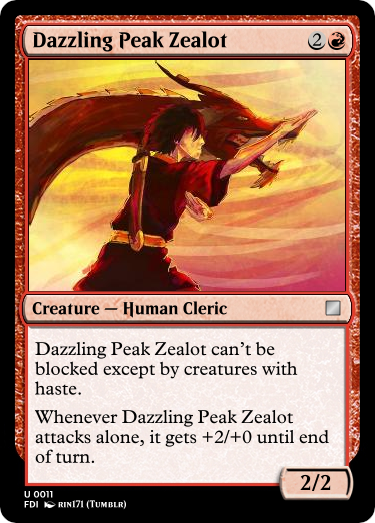 Dazzling Peak Zealot 2
Creature — Human Cleric
Dazzling Peak Zealot can't be
blocked except by creatures with
haste.
Whenever Dazzling Peak Zealot
attacks alone, it gets +2/+0 until end
of turn.
2/2
U 0011
FDI RIN171 (TUMBLR)